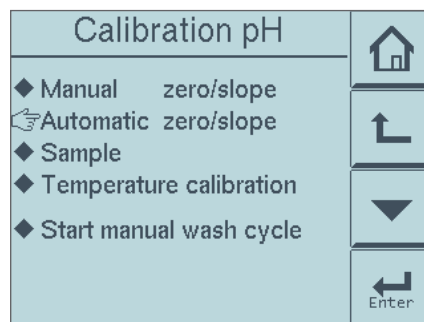 Calibration pH
Manual zero/slope
Automatic zero/slope
Sample
Temperature calibration
Start manual wash cycle
Enter